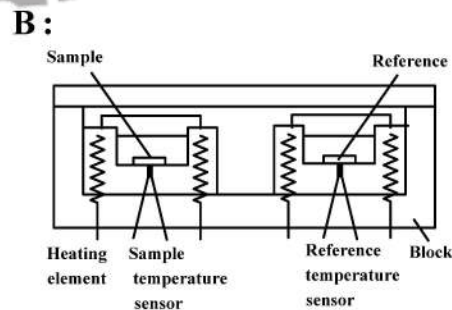 B:
Sample
Reference
Heating
element
Sample
temperature
sensor
Reference
temperature
sensor
Block